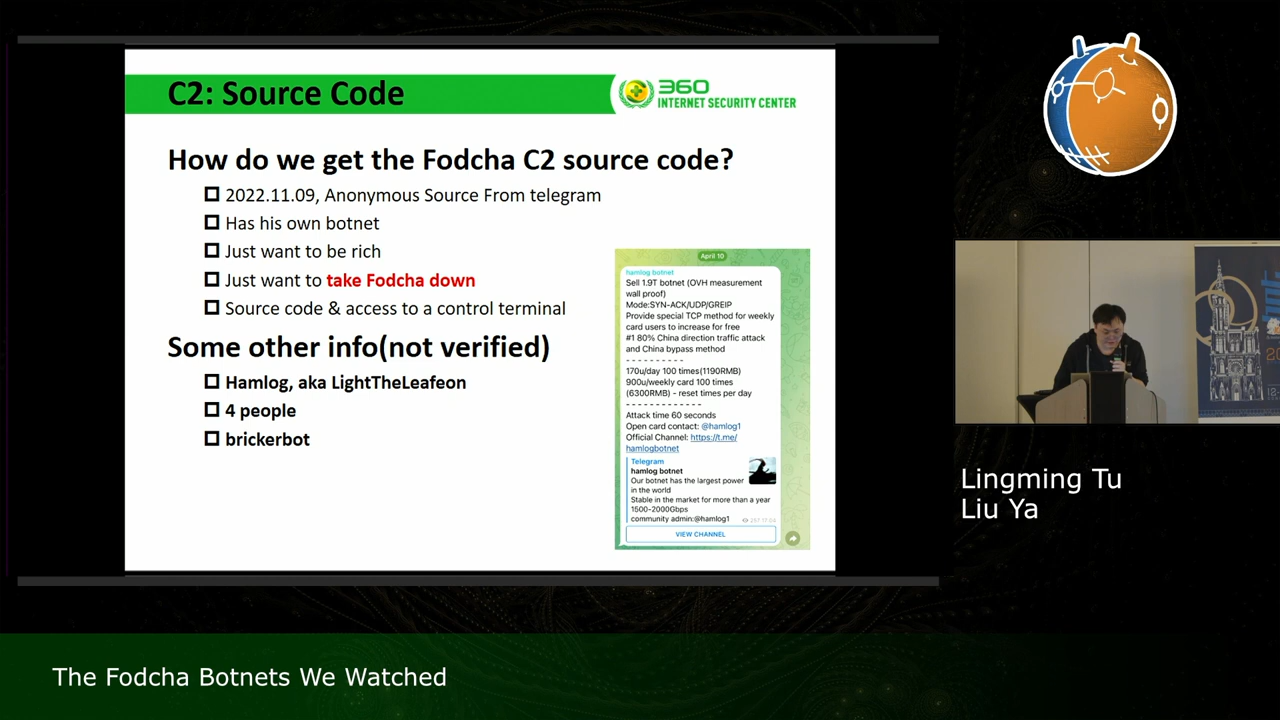 C2: Source Code
360
INTERNET SECURITY CENTER
How do we get the Fodcha C2 source code?
2022.11.09, Anonymous Source From telegram
Has his own botnet
Just want to be rich
Just want to take Fodcha down
Source code & access to a control terminal
Some other info(not verified)
Hamlog, aka LightTheLeafeon
4 people
brickerbot
April 10
hamlog botnet
Sell 1.9T botnet (OVH measurement
wall proof)
Mode:SYN-ACK/UDP/GREIP
Provide special TCP method for weekly
card users to increase for free
#1 80% China direction traffic attack
and China bypass method
- - - - - - - - - -
170u/day 100 times(1190RMB)
900u/weekly card 100 times
(6300RMB) - reset times per day
- - - - - - - - - - - - -
Attack time 60 seconds
Open card contact: @hamlog1
Official Channel: https://t.me/
hamlogbotnet
Telegram
hamlog botnet
Our botnet has the largest power
in the world
Stable in the market for more than a year
1500-2000Gbps
community admin:@hamlog1
VIEW CHANNEL
Lingming Tu
Liu Ya
The Fodcha Botnets We Watched